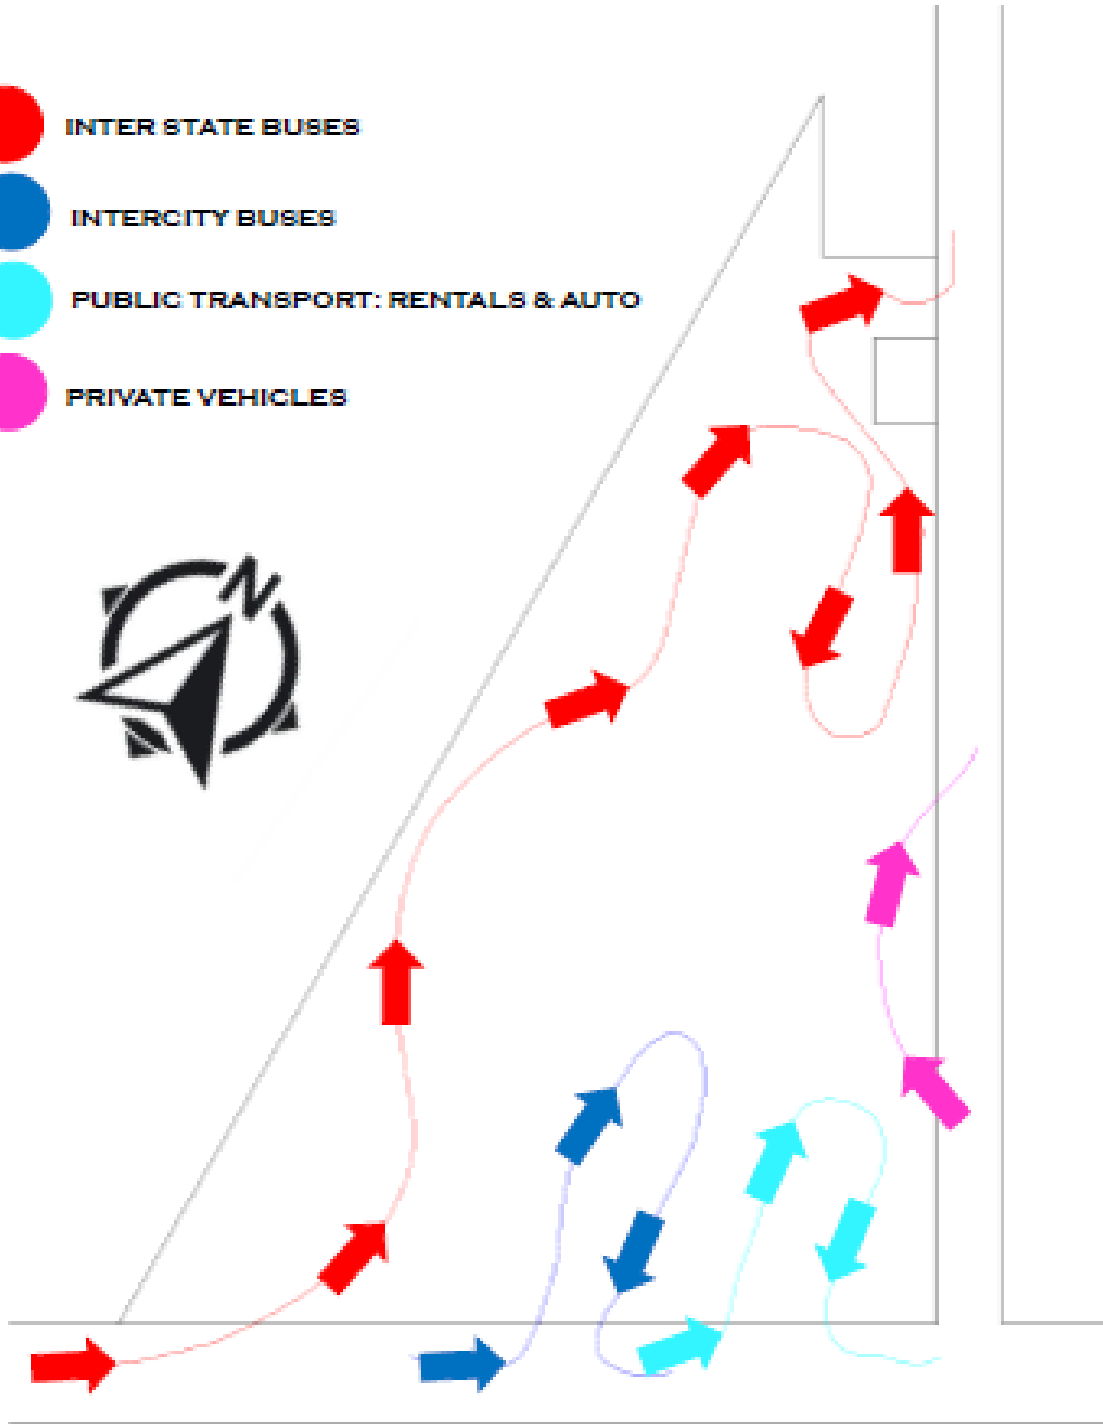 INTER STATE BUSES
INTERCITY BUSES
PUBLIC TRANSPORT: RENTALS & AUTO
PRIVATE VEHICLES
N